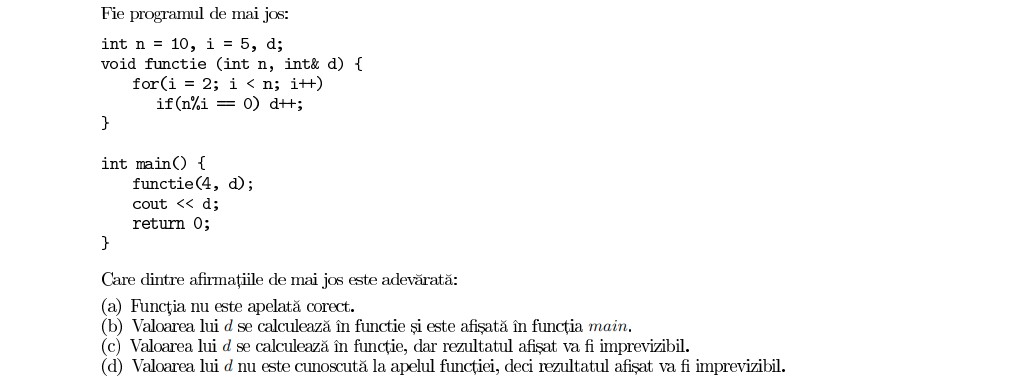 Fie programul de mai jos:
int n = 10, i = 5, d;
void functie (int n, int& d) {
for(i = 2; i < n; i++)
if(n%i == 0) d++;
}
int main() {
functie(4, d);
cout << d;
return 0;
}
Care dintre afirmațiile de mai jos este adevărată:
(a) Funcția nu este apelată corect.
(b) Valoarea lui d se calculează în functie și este afișată în funcția main.
(c) Valoarea lui d se calculează în funcție, dar rezultatul afișat va fi imprevizibil.
(d) Valoarea lui d nu este cunoscută la apelul funcției, deci rezultatul afișat va fi imprevizibil.